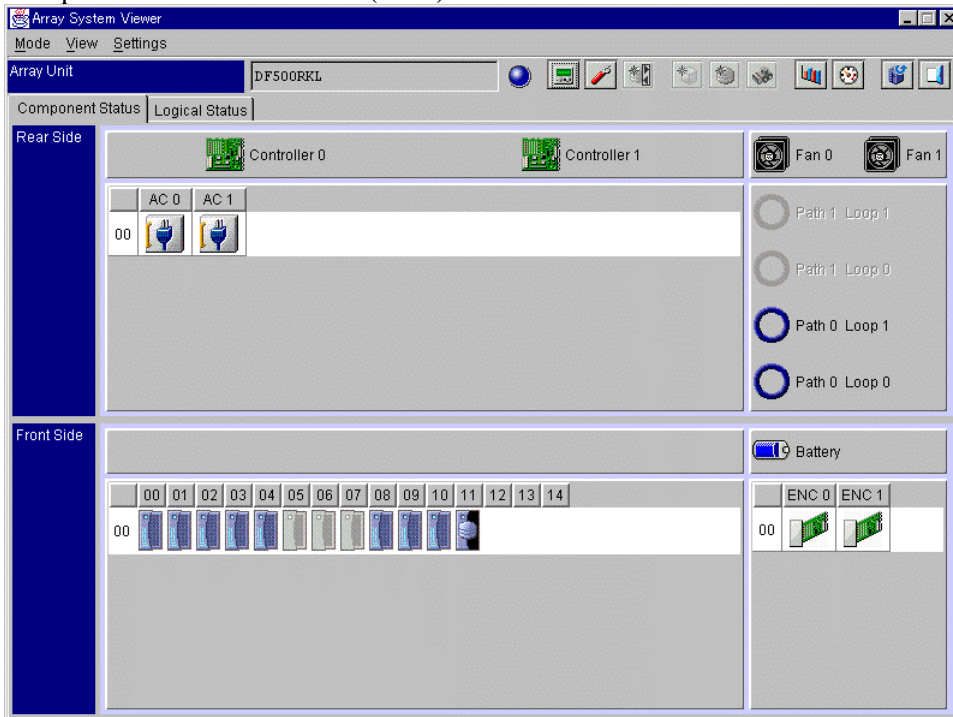 Array System Viewer
Mode View Settings
Array Unit DF500RKL
Component Status Logical Status
Rear Side
Controller 0 Controller 1 Fan 0 Fan 1
AC 0 AC 1
00
Path 1 Loop 1
Path 1 Loop 0
Path 0 Loop 1
Path 0 Loop 0
Front Side
Battery
00 01 02 03 04 05 06 07 08 09 10 11 12 13 14
ENC 0 ENC 1
00 00